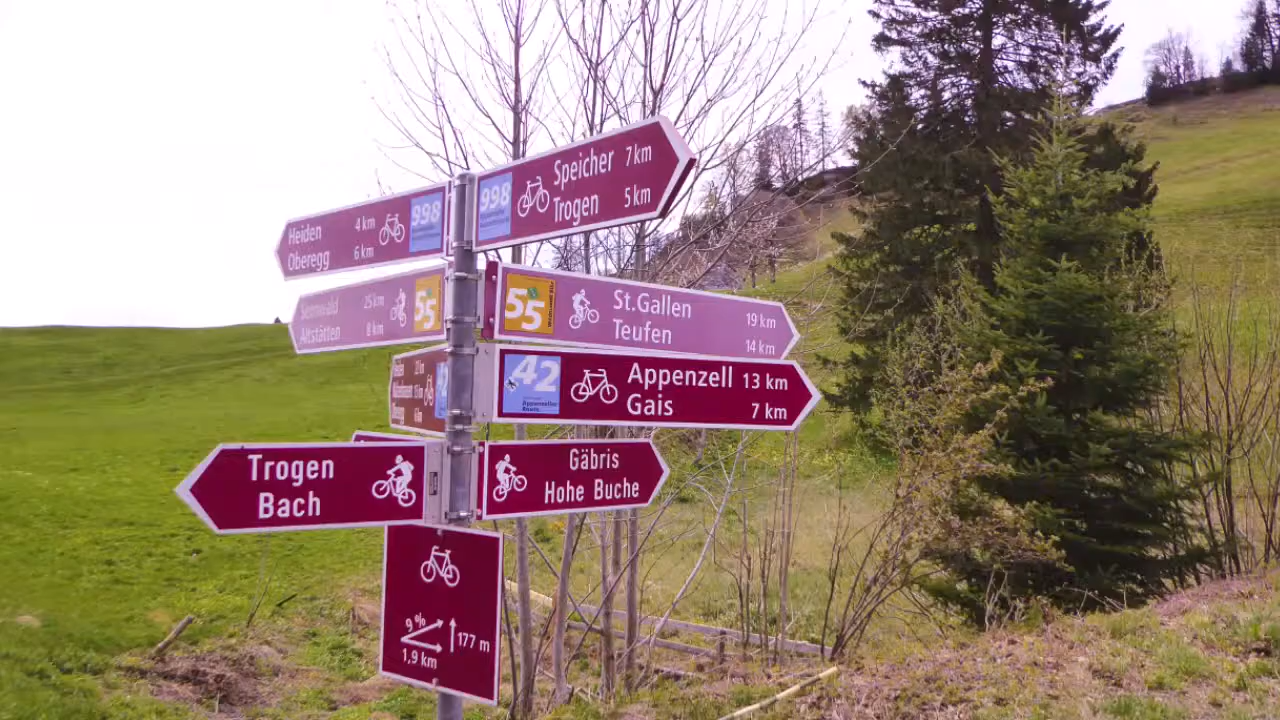 Heiden 4 km 998
Oberegg 6 km
998 Speicher 7 km
Trogen 5 km
25 km 55
Altstätten 8 km
55 St.Gallen 19 km
Teufen 14 km
42 Appenzell 13 km
Gais 7 km
Trogen
Bach
Gäbris
Hohe Buche
9% 177 m
1,9 km